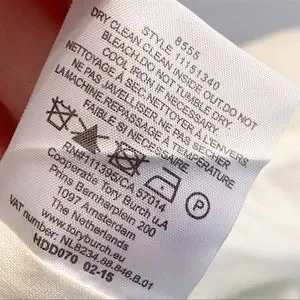 8555
STYLE 11151340
DRY CLEAN.CLEAN INSIDE OUT.DO NOT
BLEACH.DO NOT TUMBLE DRY.
COOL IRON IF NECESSARY.
NETTOYAGE À SEC.NETTOYER À L'ENVERS.
NE PAS JAVELLISER.NE PAS SÉCHER
LA MACHINE REPASSAGE À TEMPÉRATURE
FAIBLE SI NÉCESSAIRE
P
RN#111395/CA 57014
Cooperatie Tory Burch u.A
Prins Bernhardplein 200
1097 Amsterdam
The Netherlands
www.toryburch.eu
VAT number: NL8234.88.846.B.01
HDD070 02-15